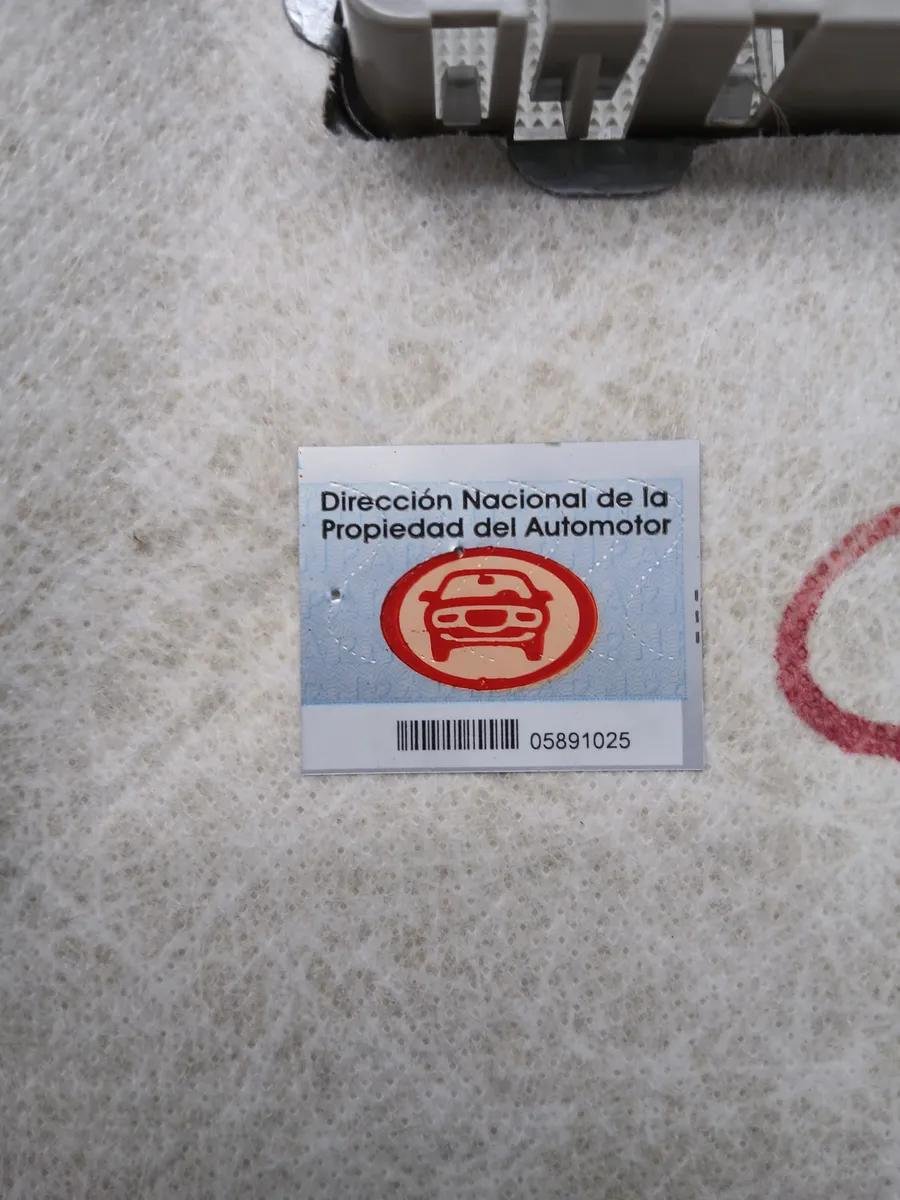 Dirección Nacional de la
Propiedad del Automotor
05891025